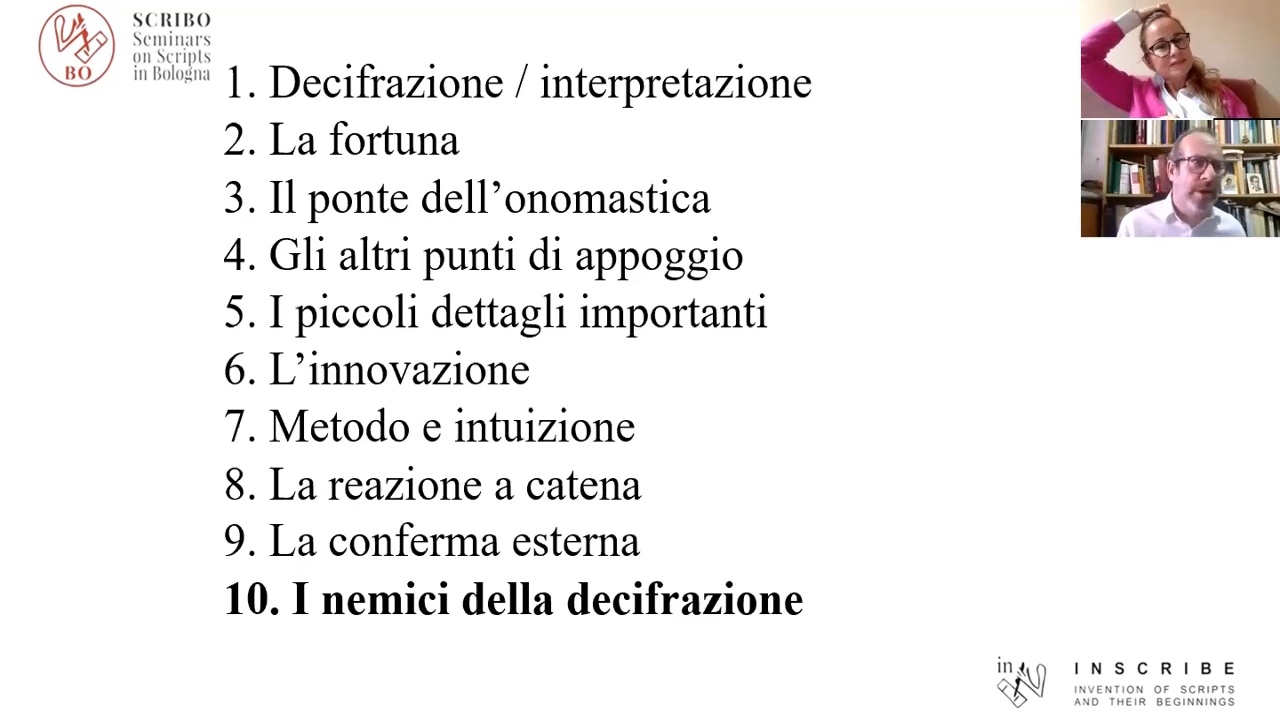 SCRIBO
Seminars
on Scripts
in Bologna
BO
1. Decifrazione / interpretazione
2. La fortuna
3. Il ponte dell’onomastica
4. Gli altri punti di appoggio
5. I piccoli dettagli importanti
6. L’innovazione
7. Metodo e intuizione
8. La reazione a catena
9. La conferma esterna
10. I nemici della decifrazione
in
INSCRIBE
INVENTION OF SCRIPTS
AND THEIR BEGINNINGS